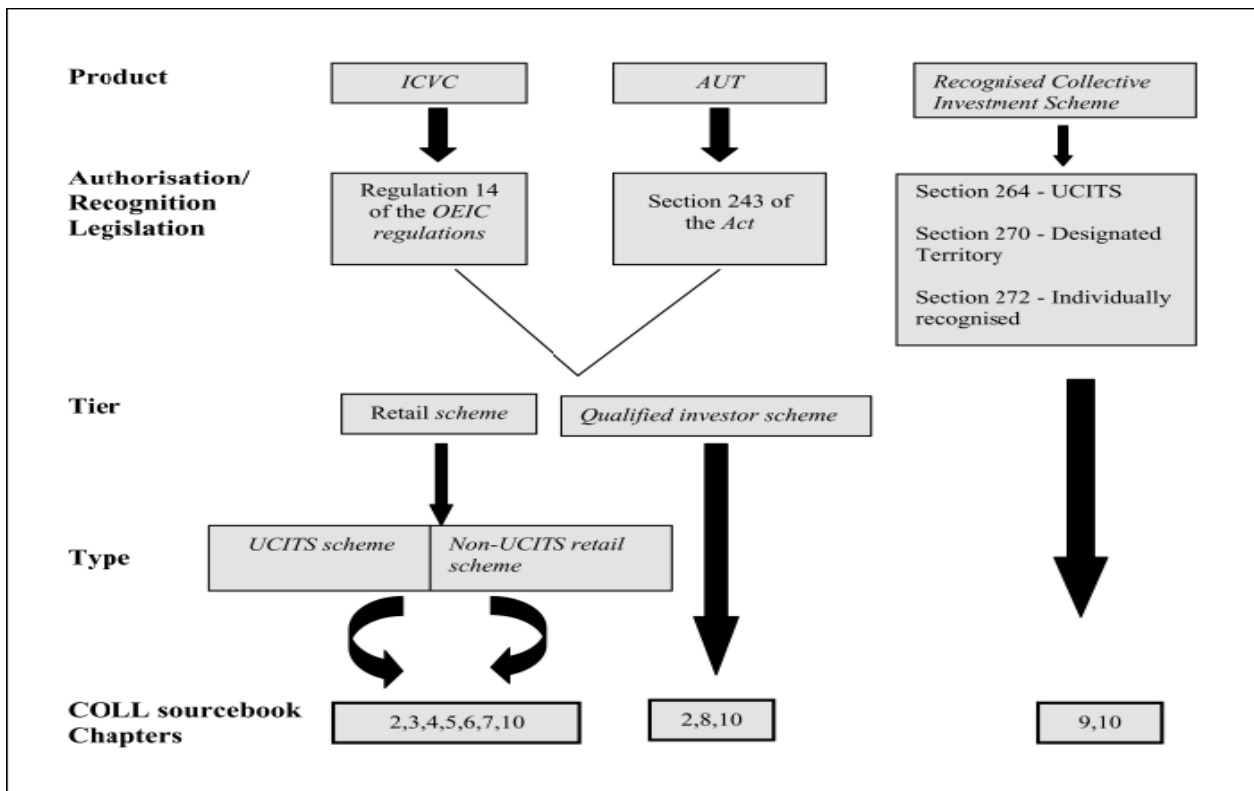 Product
ICVC
AUT
Recognised Collective
Investment Scheme
Authorisation/
Recognition
Legislation
Regulation 14
of the OEIC
regulations
Section 243 of
the Act
Section 264 - UCITS
Section 270 - Designated
Territory
Section 272 - Individually
recognised
Tier
Retail scheme
Qualified investor scheme
Type
UCITS scheme
Non-UCITS retail
scheme
COLL sourcebook
Chapters
2,3,4,5,6,7,10
2,8,10
9,10